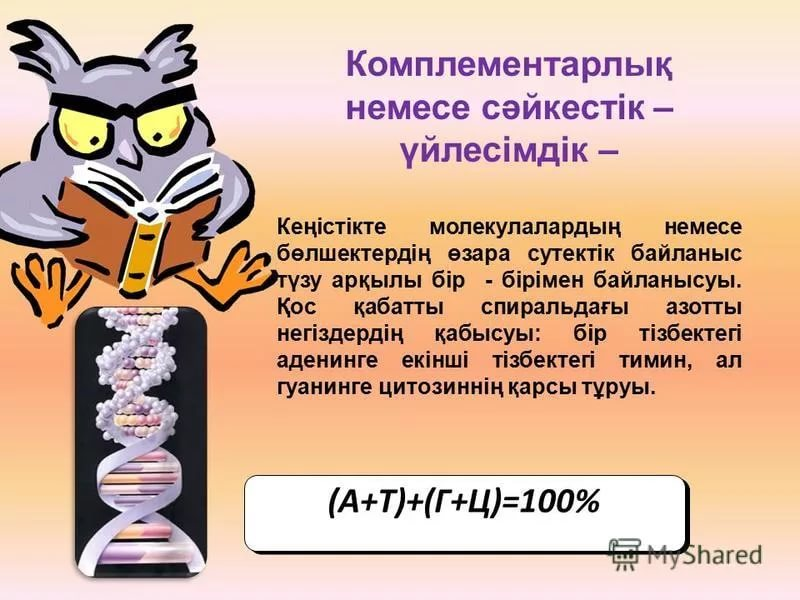 Комплементарлық
немесе сәйкестік –
үйлесімдік –
Кеңістікте молекулалардың немесе
бөлшектердің өзара сутектік байланыс
түзу арқылы бір - бірімен байланысуы.
Қос қабатты спиральдағы азотты
негіздердің қабысуы: бір тізбектегі
аденинге екінші тізбектегі тимин, ал
гуанинге цитозиннің қарсы тұруы.
(А+Т)+(Г+Ц)=100%
MyShared